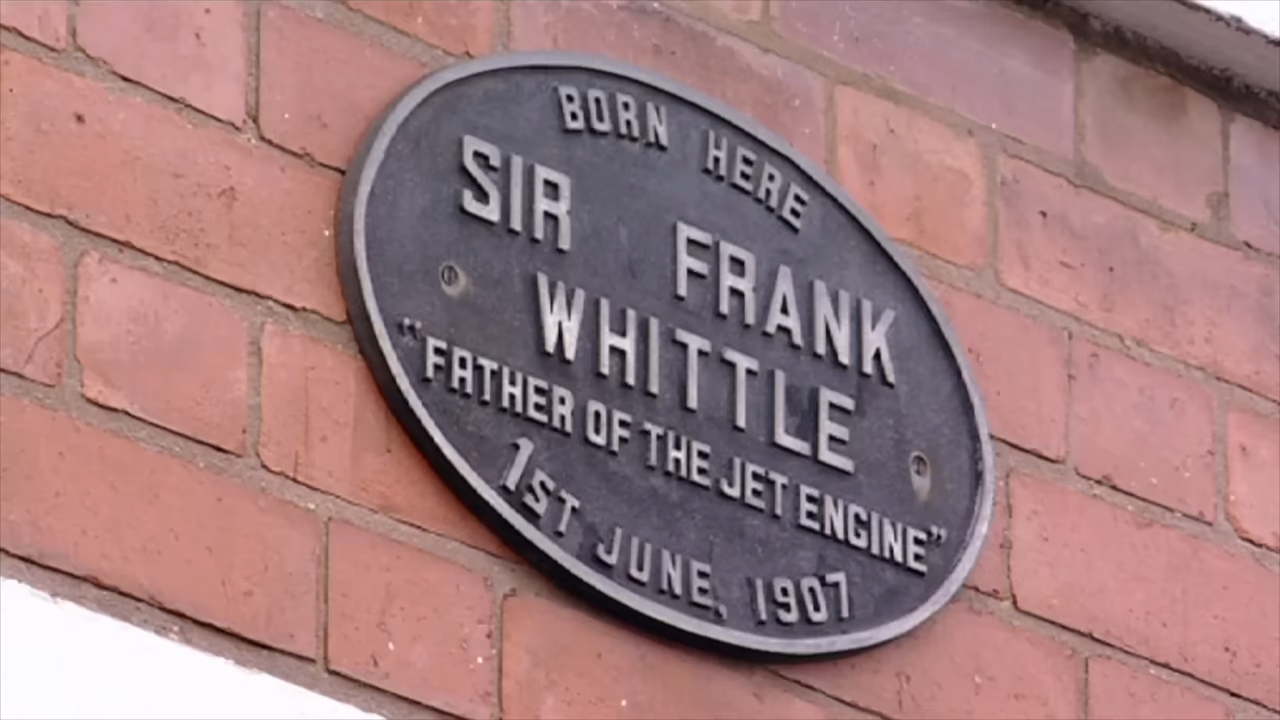 BORN HERE
SIR FRANK
WHITTLE
"FATHER OF THE JET ENGINE"
1ST JUNE, 1907